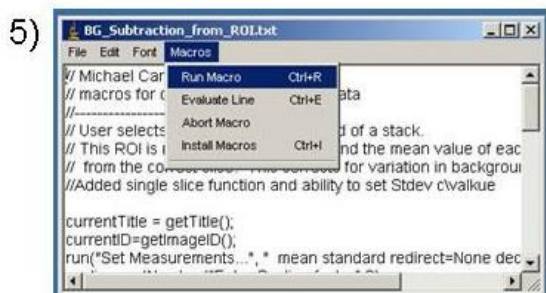 5)
BG_Subtraction_from_ROI.txt
File Edit Font Macros
Run Macro Ctrl+R
Evaluate Line Ctrl+E
Abort Macro
Install Macros Ctrl+I
// Michael Car
// macros for ata
//
// User selects d of a stack.
// This ROI is nd the mean value of eac
// from the for variation in backgroun
//Added single slice function and ability to set Stdev c\valkue
currentTitle = getTitle();
currentID=getImageID();
run("Set Measurements...", " mean standard redirect=None dec